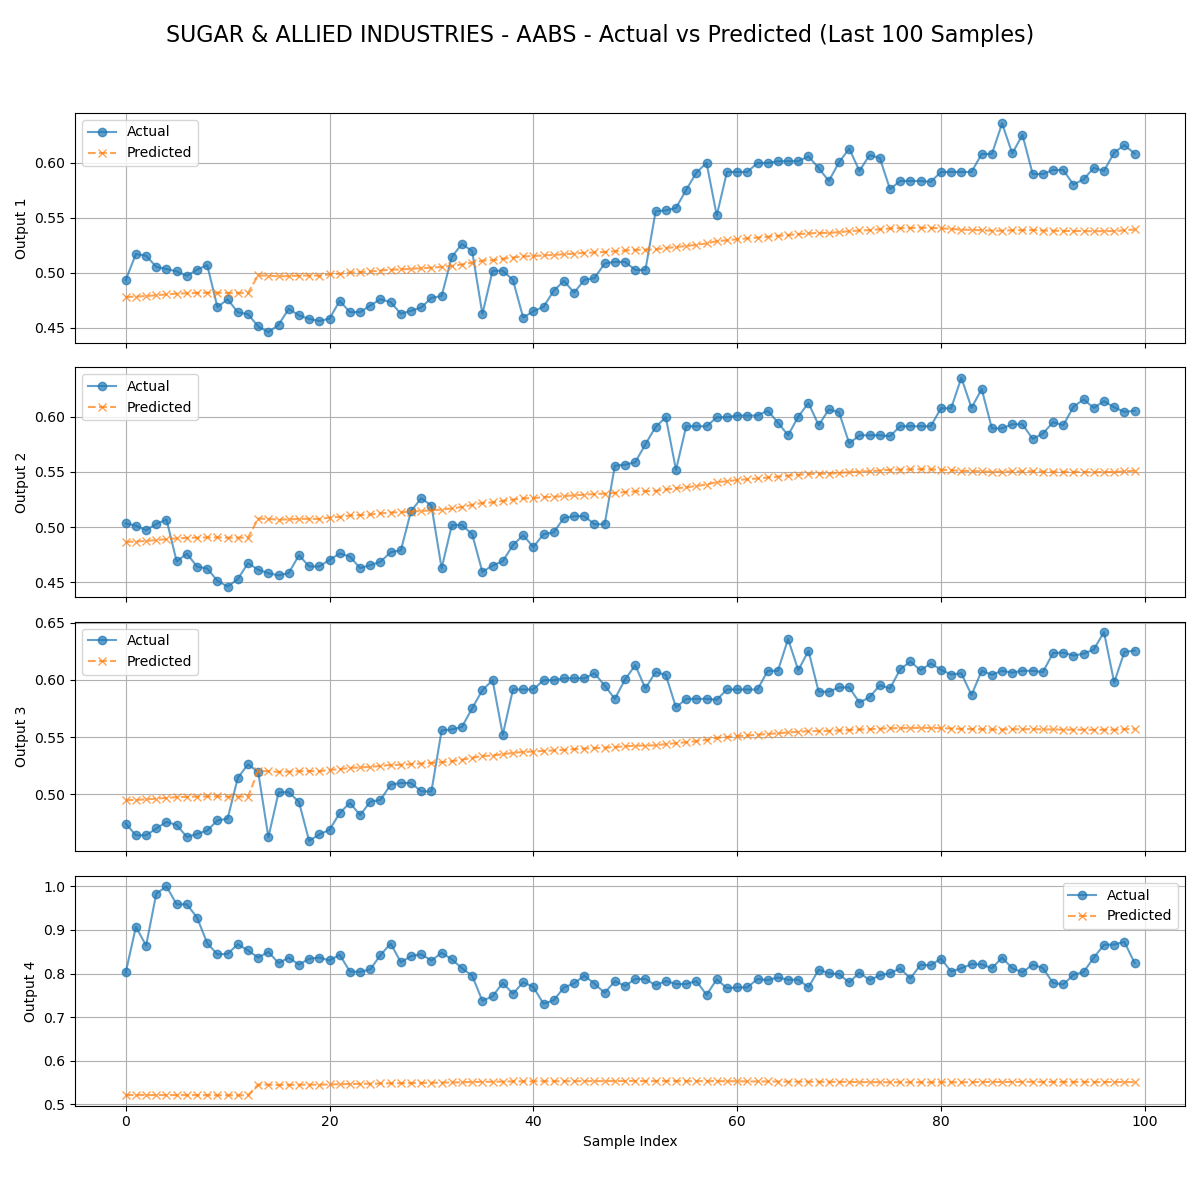 SUGAR & ALLIED INDUSTRIES - AABS - Actual vs Predicted (Last 100 Samples)
Output 1
0.60
0.55
0.50
0.45
Actual
Predicted
Output 2
0.60
0.55
0.50
0.45
Actual
Predicted
Output 3
0.65
0.60
0.55
0.50
Actual
Predicted
Output 4
1.0
0.9
0.8
0.7
0.6
0.5
Actual
Predicted
0
20
40
60
80
100
Sample Index